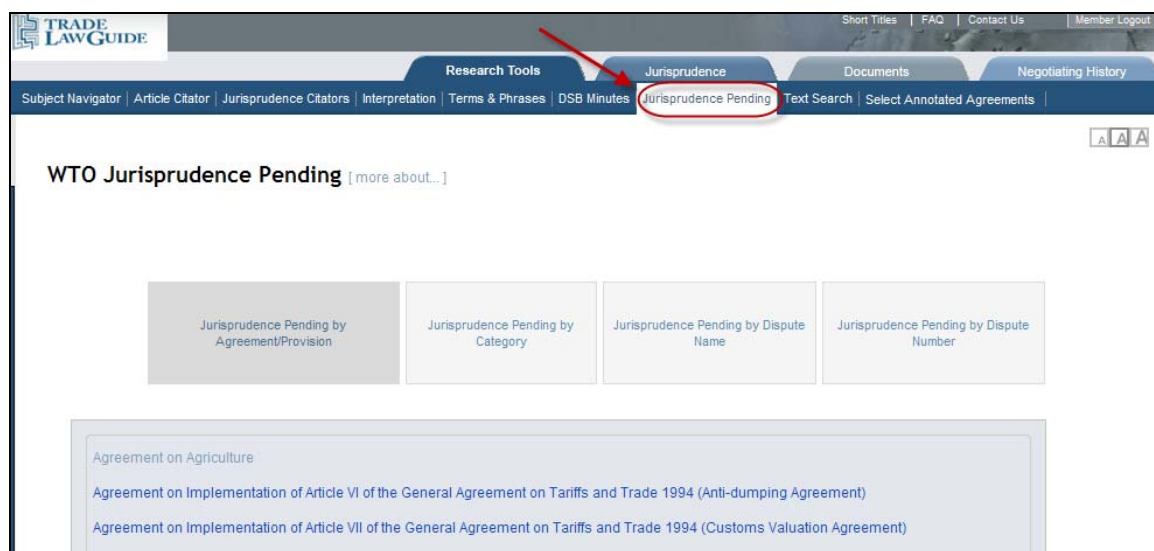 TRADE
LAWGUIDE
Short Titles | FAQ | Contact Us
Member Logout
Research Tools
Jurisprudence
Documents
Negotiating History
Subject Navigator | Article Citator | Jurisprudence Citators | Interpretation | Terms & Phrases | DSB Minutes | Jurisprudence Pending | Text Search | Select Annotated Agreements |
A A A
WTO Jurisprudence Pending [ more about... ]
Jurisprudence Pending by
Agreement/Provision
Jurisprudence Pending by
Category
Jurisprudence Pending by Dispute
Name
Jurisprudence Pending by Dispute
Number
Agreement on Agriculture
Agreement on Implementation of Article VI of the General Agreement on Tariffs and Trade 1994 (Anti-dumping Agreement)
Agreement on Implementation of Article VII of the General Agreement on Tariffs and Trade 1994 (Customs Valuation Agreement)